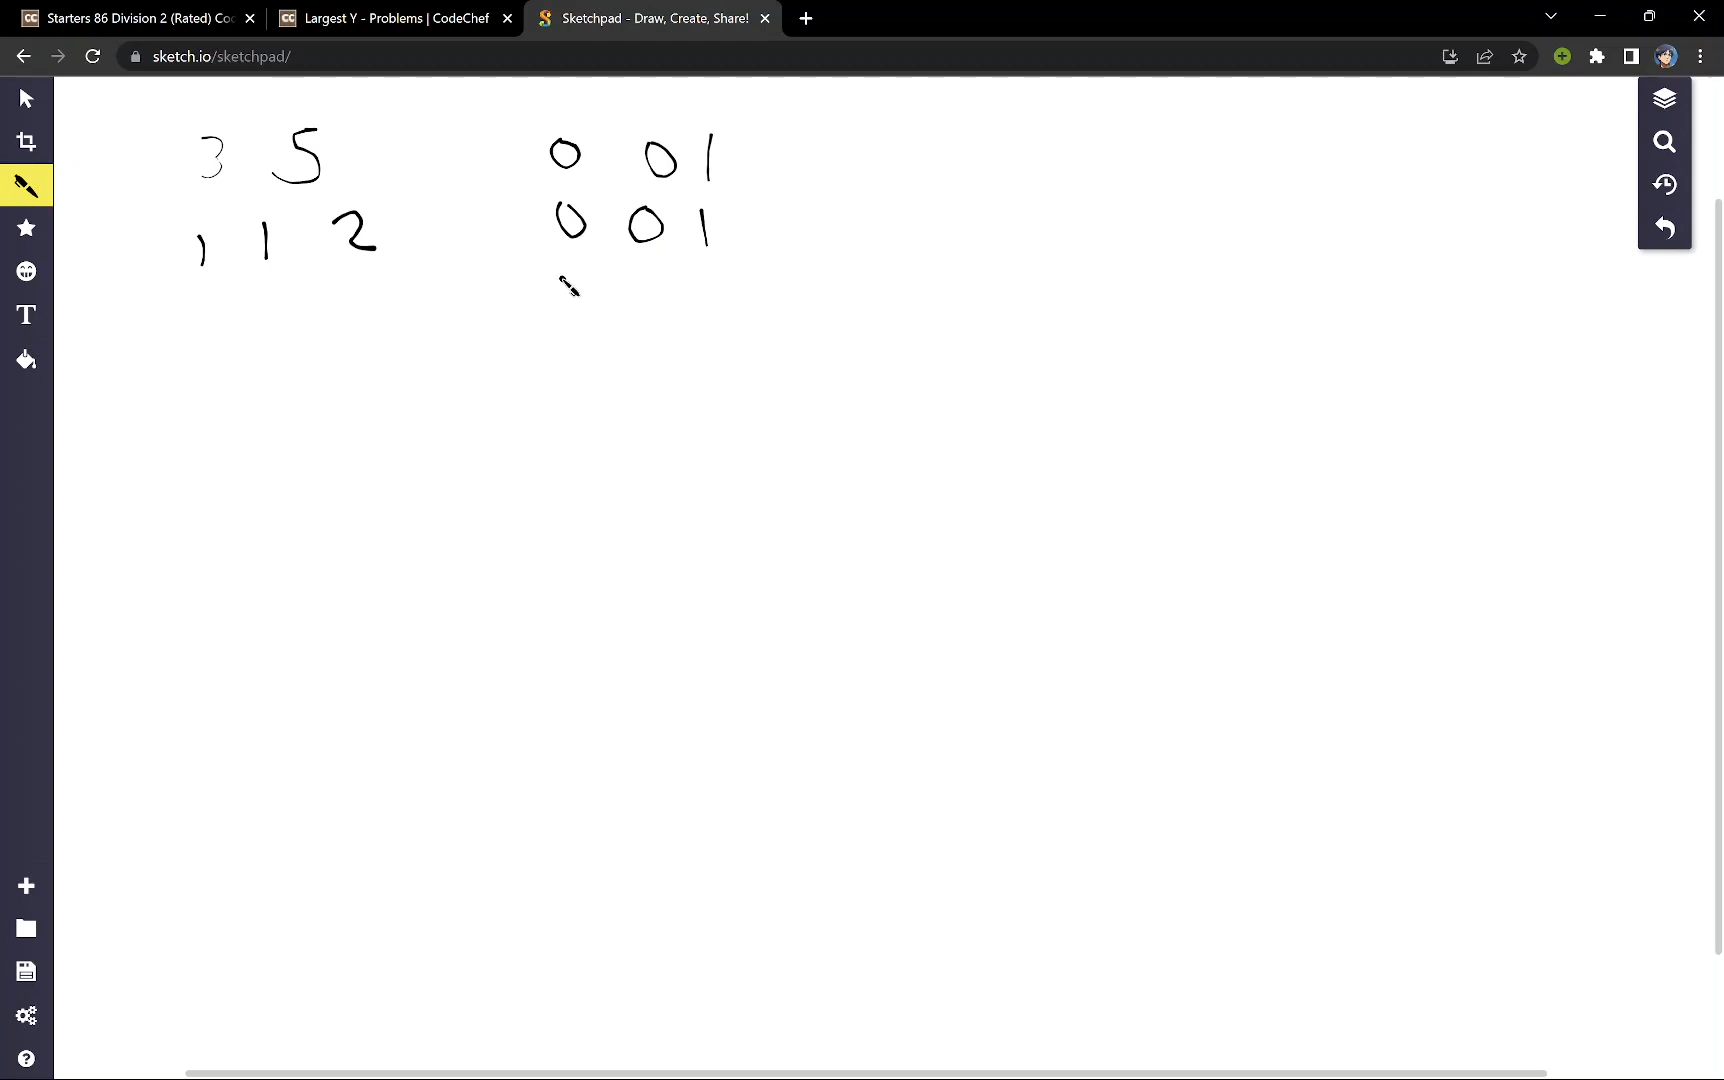 Starters 86 Division 2 (Rated) Co
Largest Y - Problems | CodeChef
Sketchpad - Draw, Create, Share!
sketch.io/sketchpad/
3 5 0 0 1
1 1 2 0 0 1